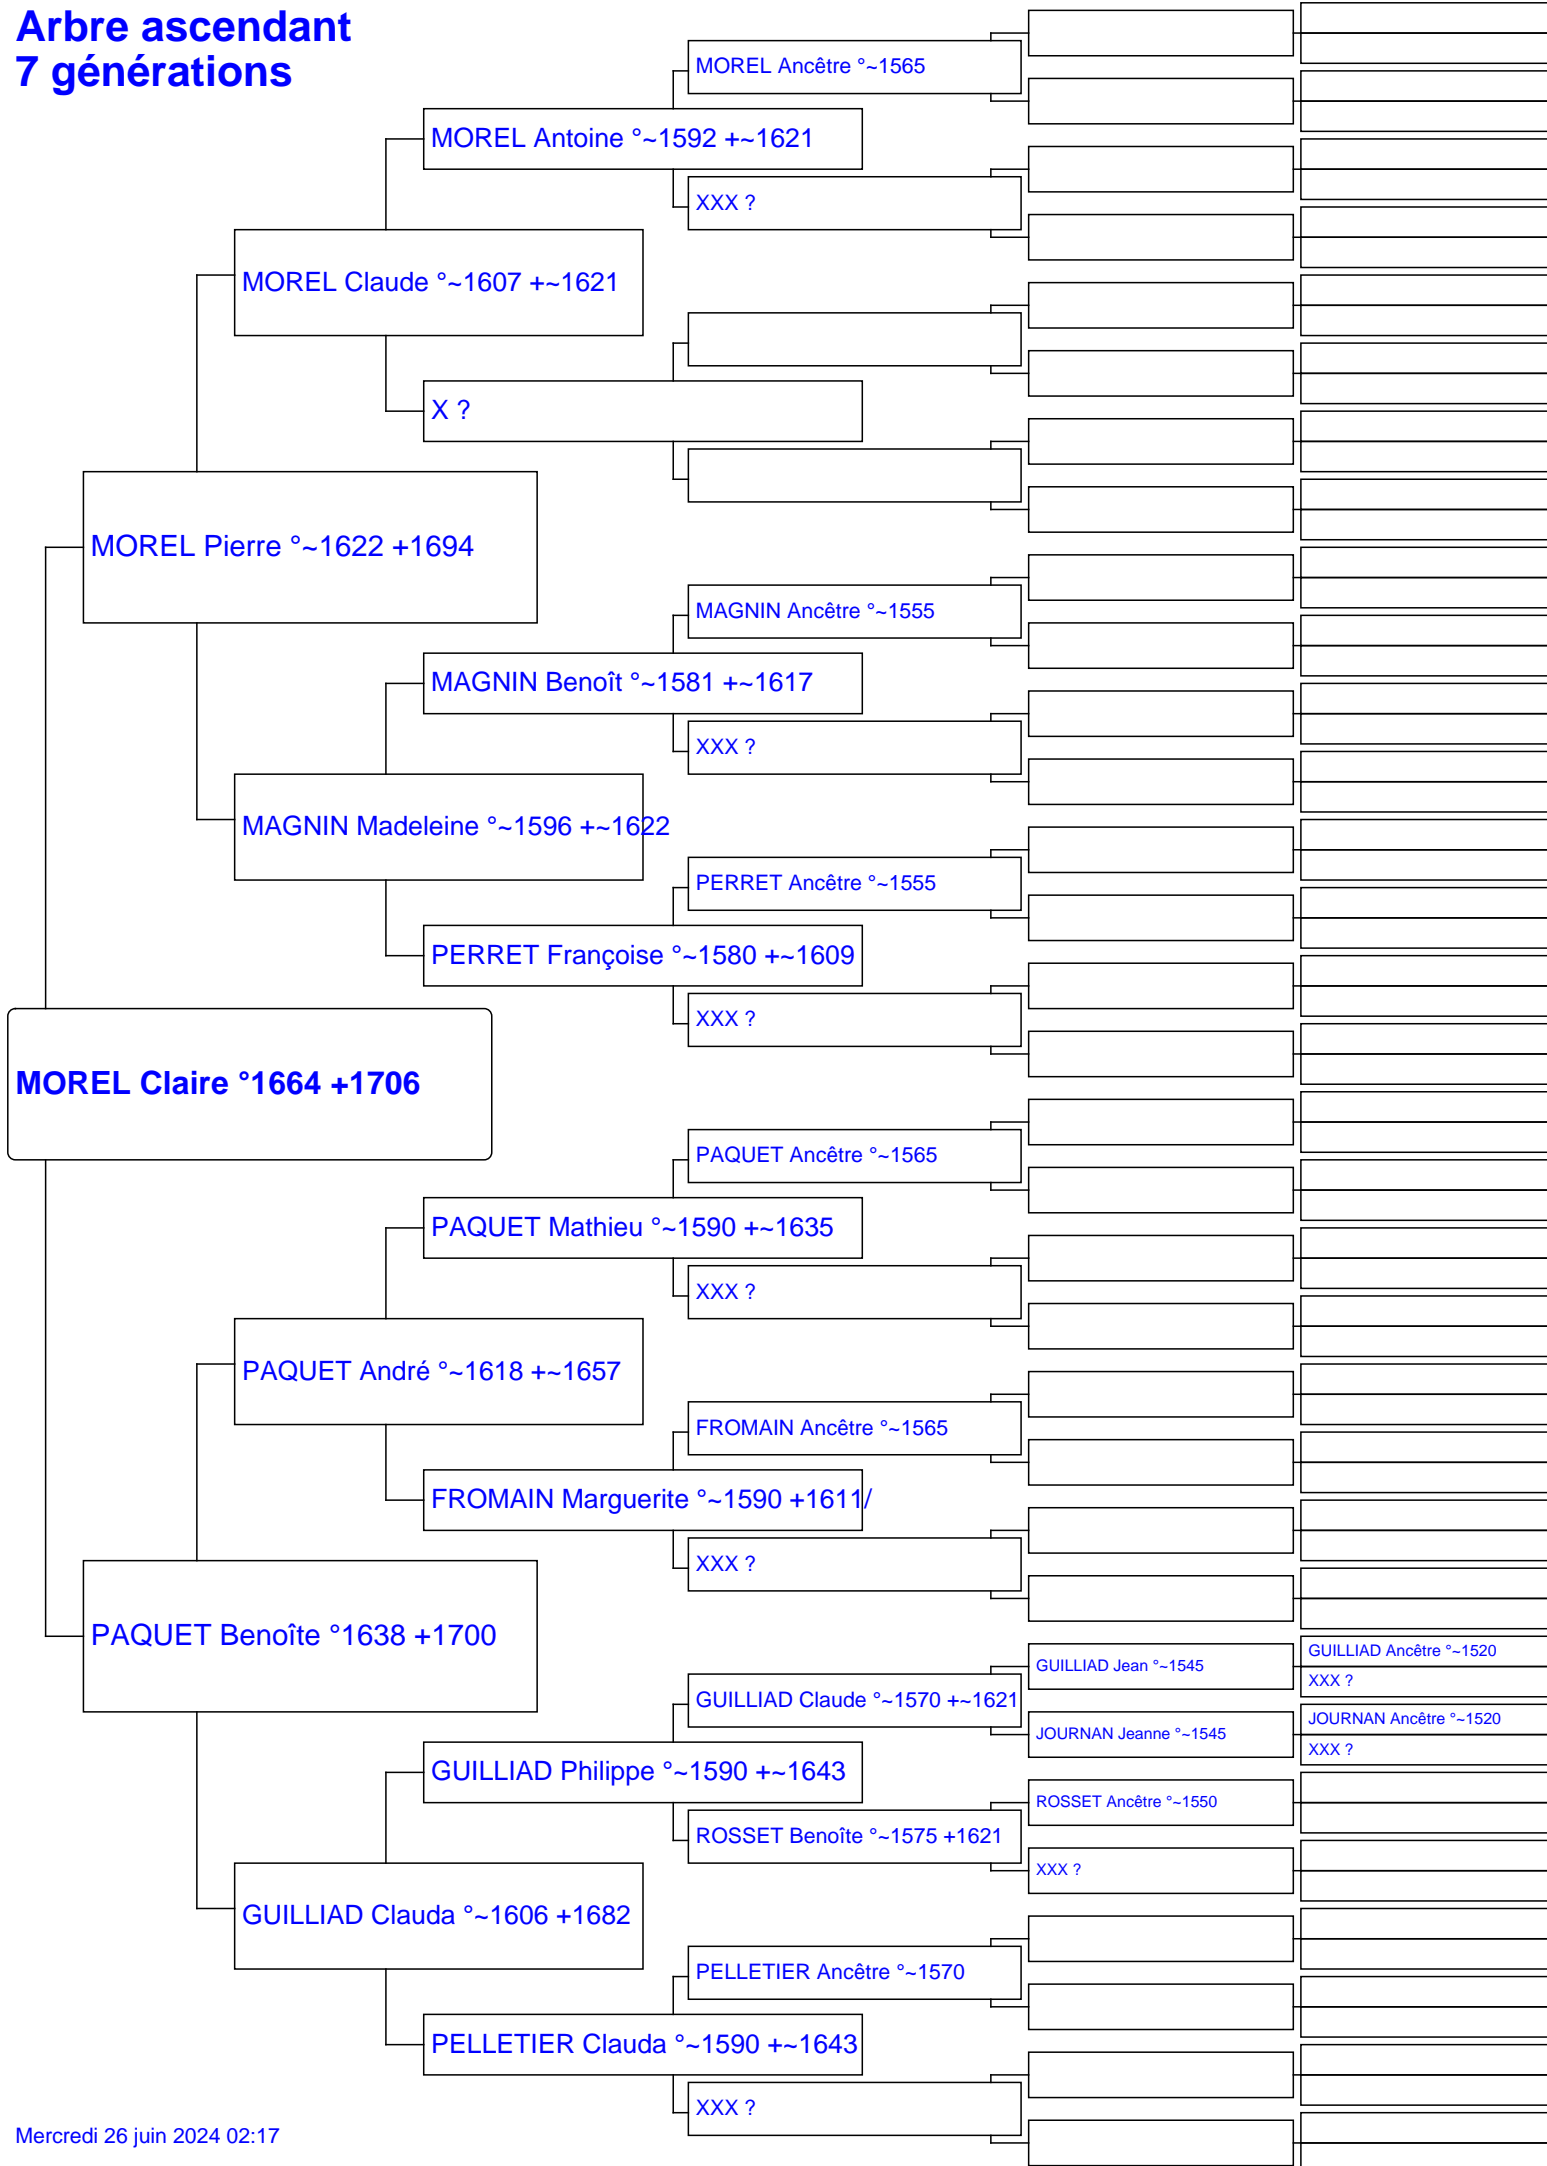 Arbre ascendant
7 générations
MOREL Ancêtre °~1565
MOREL Antoine °~1592 +~1621
XXX ?
MOREL Claude °~1607 +~1621
X ?
MOREL Pierre °~1622 +1694
MAGNIN Ancêtre °~1555
MAGNIN Benoît °~1581 +~1617
XXX ?
MAGNIN Madeleine °~1596 +~1622
PERRET Ancêtre °~1555
PERRET Françoise °~1580 +~1609
XXX ?
MOREL Claire °1664 +1706
PAQUET Ancêtre °~1565
PAQUET Mathieu °~1590 +~1635
XXX ?
PAQUET André °~1618 +~1657
FROMAIN Ancêtre °~1565
FROMAIN Marguerite °~1590 +1611/
XXX ?
PAQUET Benoîte °1638 +1700
GUILLIAD Ancêtre °~1520
GUILLIAD Jean °~1545
XXX ?
GUILLIAD Claude °~1570 +~1621
JOURNAN Ancêtre °~1520
JOURNAN Jeanne °~1545
XXX ?
GUILLIAD Philippe °~1590 +~1643
ROSSET Ancêtre °~1550
ROSSET Benoîte °~1575 +1621
XXX ?
GUILLIAD Clauda °~1606 +1682
PELLETIER Ancêtre °~1570
PELLETIER Clauda °~1590 +~1643
XXX ?
Mercredi 26 juin 2024 02:17